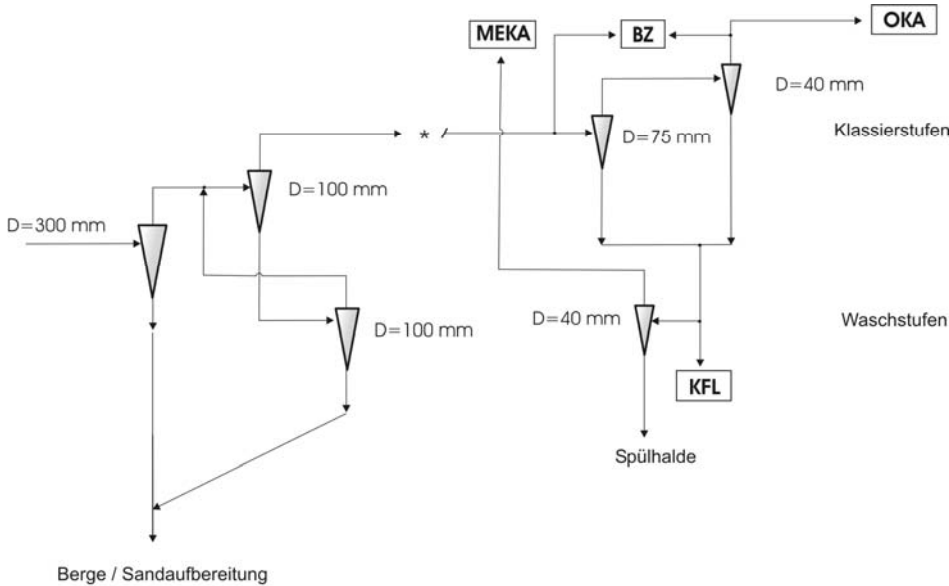 OKA
MEKA
BZ
D=40 mm
Klassierstufen
*
D=75 mm
D=100 mm
D=300 mm
Waschstufen
D=40 mm
D=100 mm
KFL
Spülhalde
Berge / Sandaufbereitung